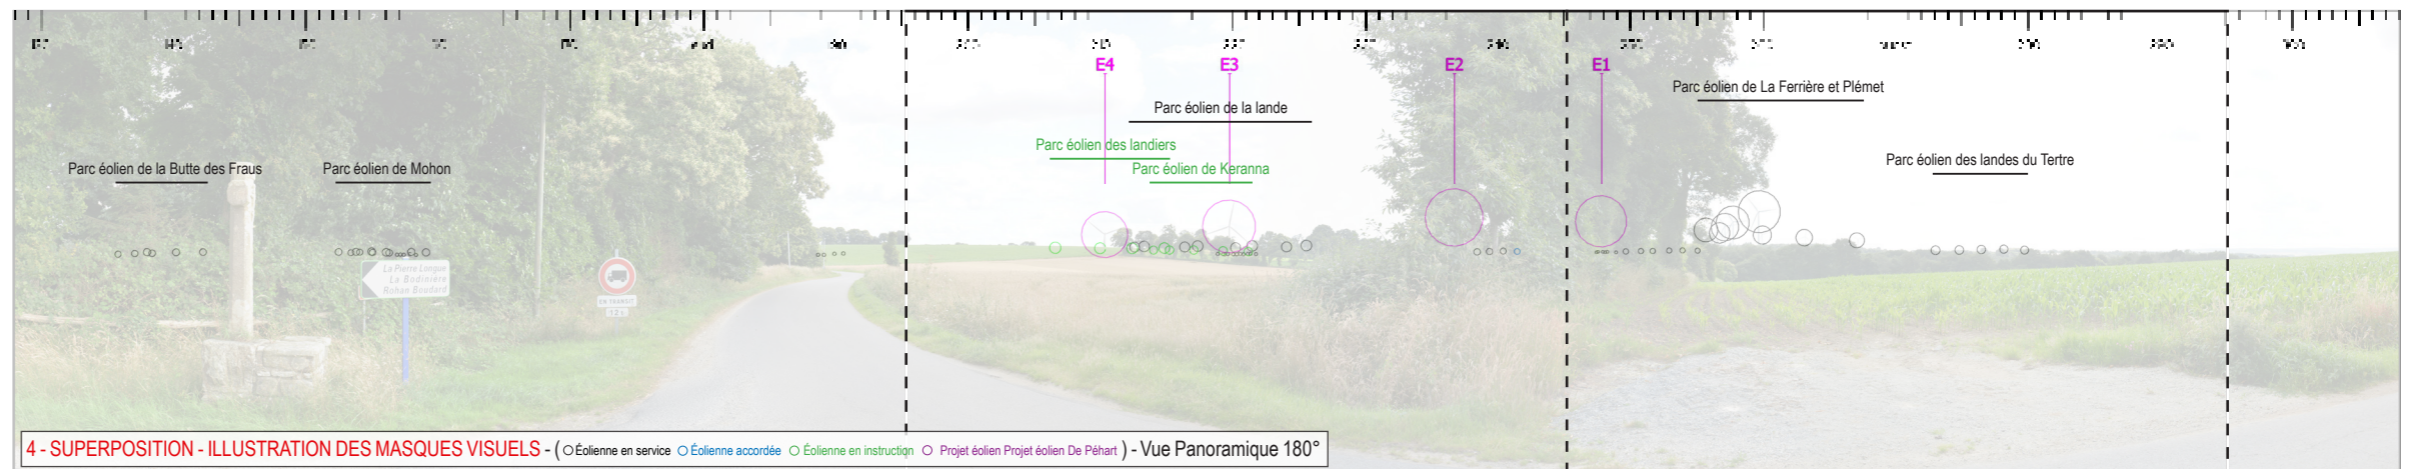 E4
E3
E2
E1
Parc éolien de La Ferrière et Plémet
Parc éolien de la lande
Parc éolien des landiers
Parc éolien des landes du Tertre
Parc éolien de la Butte des Fraus
Parc éolien de Mohon
Parc éolien de Keranna
La Pierre Longue
La Bodinière
Rohan Boudard
EN TRANSIT
4 - SUPERPOSITION - ILLUSTRATION DES MASQUES VISUELS - ( Éolienne en service Éolienne accordée Éolienne en instruction Projet éolien Projet éolien De Péhart ) - Vue Panoramique 180°